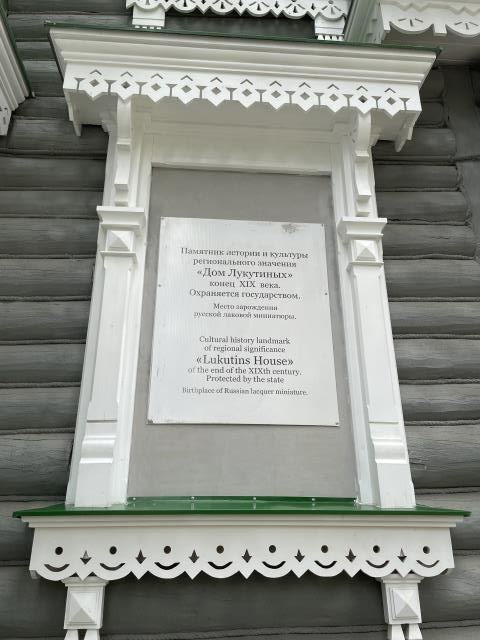 Памятник истории и культуры
регионального значения
«Дом Лукутиных»
конец XIX века.
Охраняется государством.
Место зарождения
русской лаковой миниатюры.
Cultural history landmark
of regional significance
«Lukutins House»
of the end of the XIXth century.
Protected by the state
Birthplace of Russian lacquer miniature.